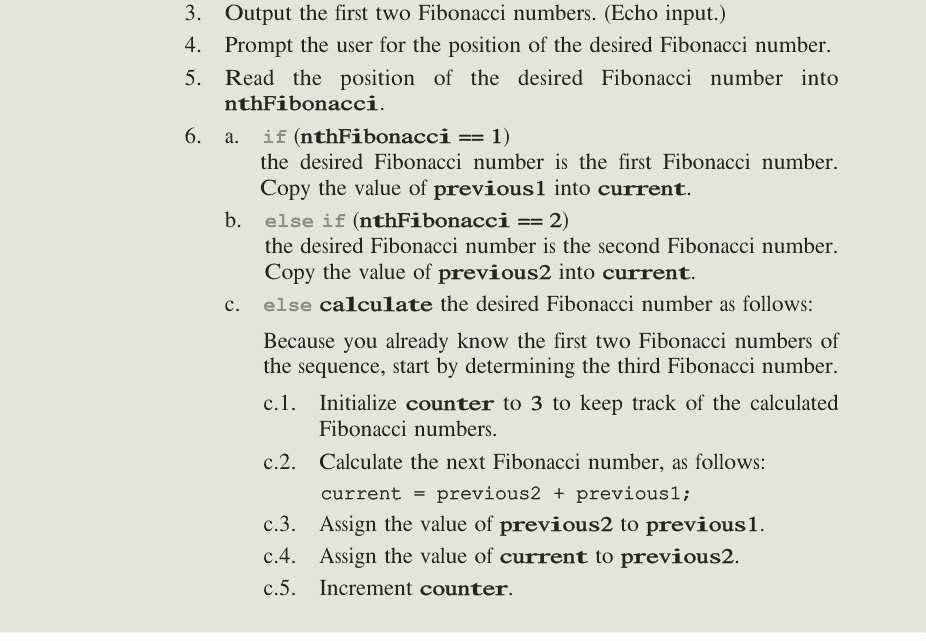 3. Output the first two Fibonacci numbers. (Echo input.)
4. Prompt the user for the position of the desired Fibonacci number.
5. Read the position of the desired Fibonacci number into
nthFibonacci.
6. a. if (nthFibonacci == 1)
the desired Fibonacci number is the first Fibonacci number.
Copy the value of previous1 into current.
b. else if (nthFibonacci == 2)
the desired Fibonacci number is the second Fibonacci number.
Copy the value of previous2 into current.
c. else calculate the desired Fibonacci number as follows:
Because you already know the first two Fibonacci numbers of
the sequence, start by determining the third Fibonacci number.
c.1. Initialize counter to 3 to keep track of the calculated
Fibonacci numbers.
c.2. Calculate the next Fibonacci number, as follows:
current = previous2 + previous1;
c.3. Assign the value of previous2 to previous1.
c.4. Assign the value of current to previous2.
c.5. Increment counter.